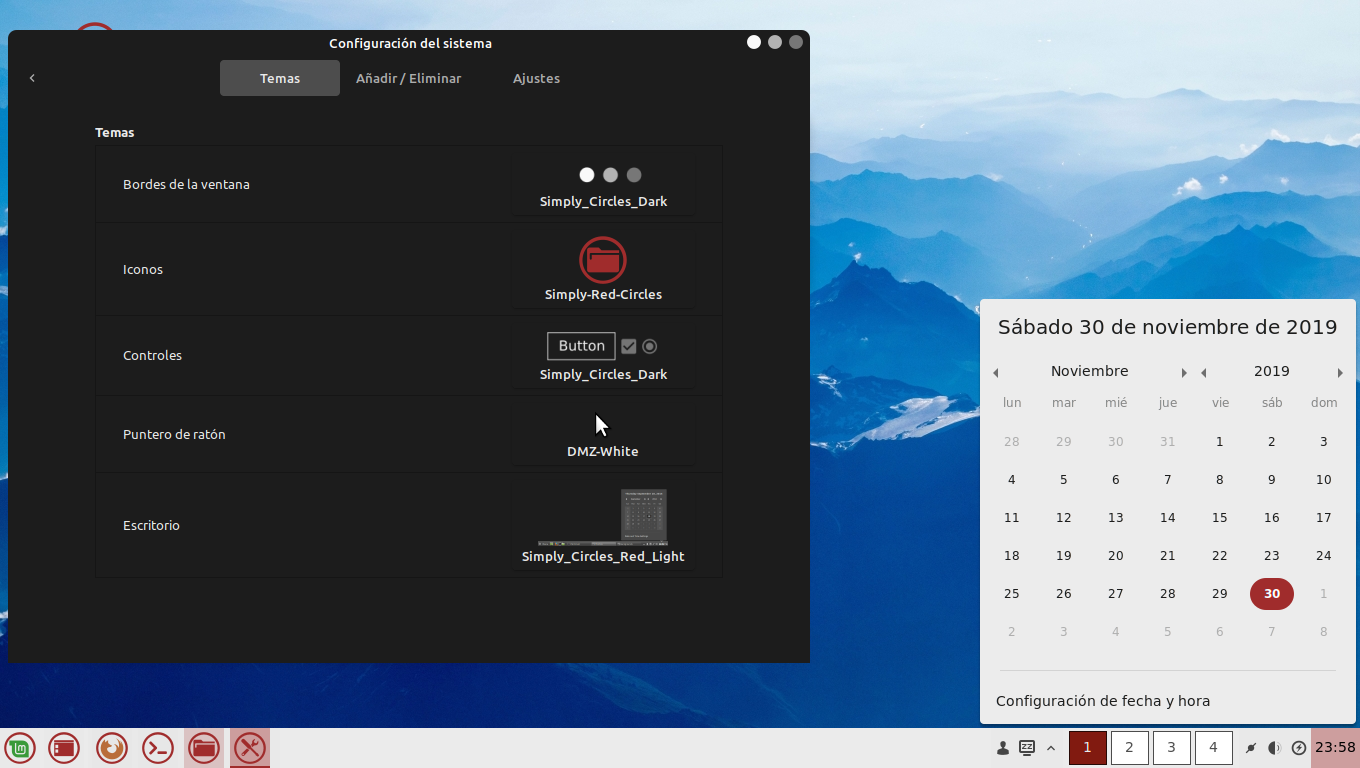 Configuración del sistema
Temas Añadir / Eliminar Ajustes
Temas
Bordes de la ventana
Simply_Circles_Dark
Iconos
Simply-Red-Circles
Controles
Button
Simply_Circles_Dark
Puntero de ratón
DMZ-White
Escritorio
Simply_Circles_Red_Light
Sábado 30 de noviembre de 2019
Noviembre 2019
lun mar mié jue vie sáb dom
28 29 30 31 1 2 3
4 5 6 7 8 9 10
11 12 13 14 15 16 17
18 19 20 21 22 23 24
25 26 27 28 29 30 1
2 3 4 5 6 7 8
Configuración de fecha y hora
1 2 3 4 23:58